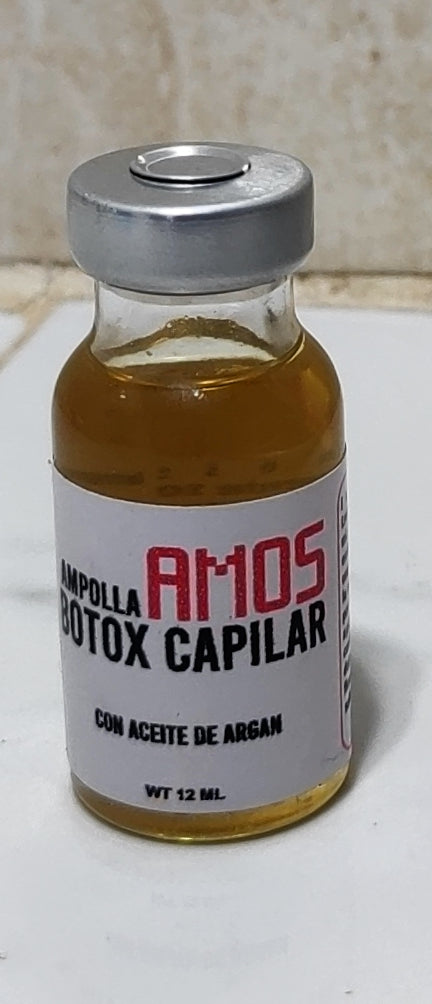 AMPOLLA AMOS
BOTOX CAPILAR
CON ACEITE DE ARGAN
WT 12 ML